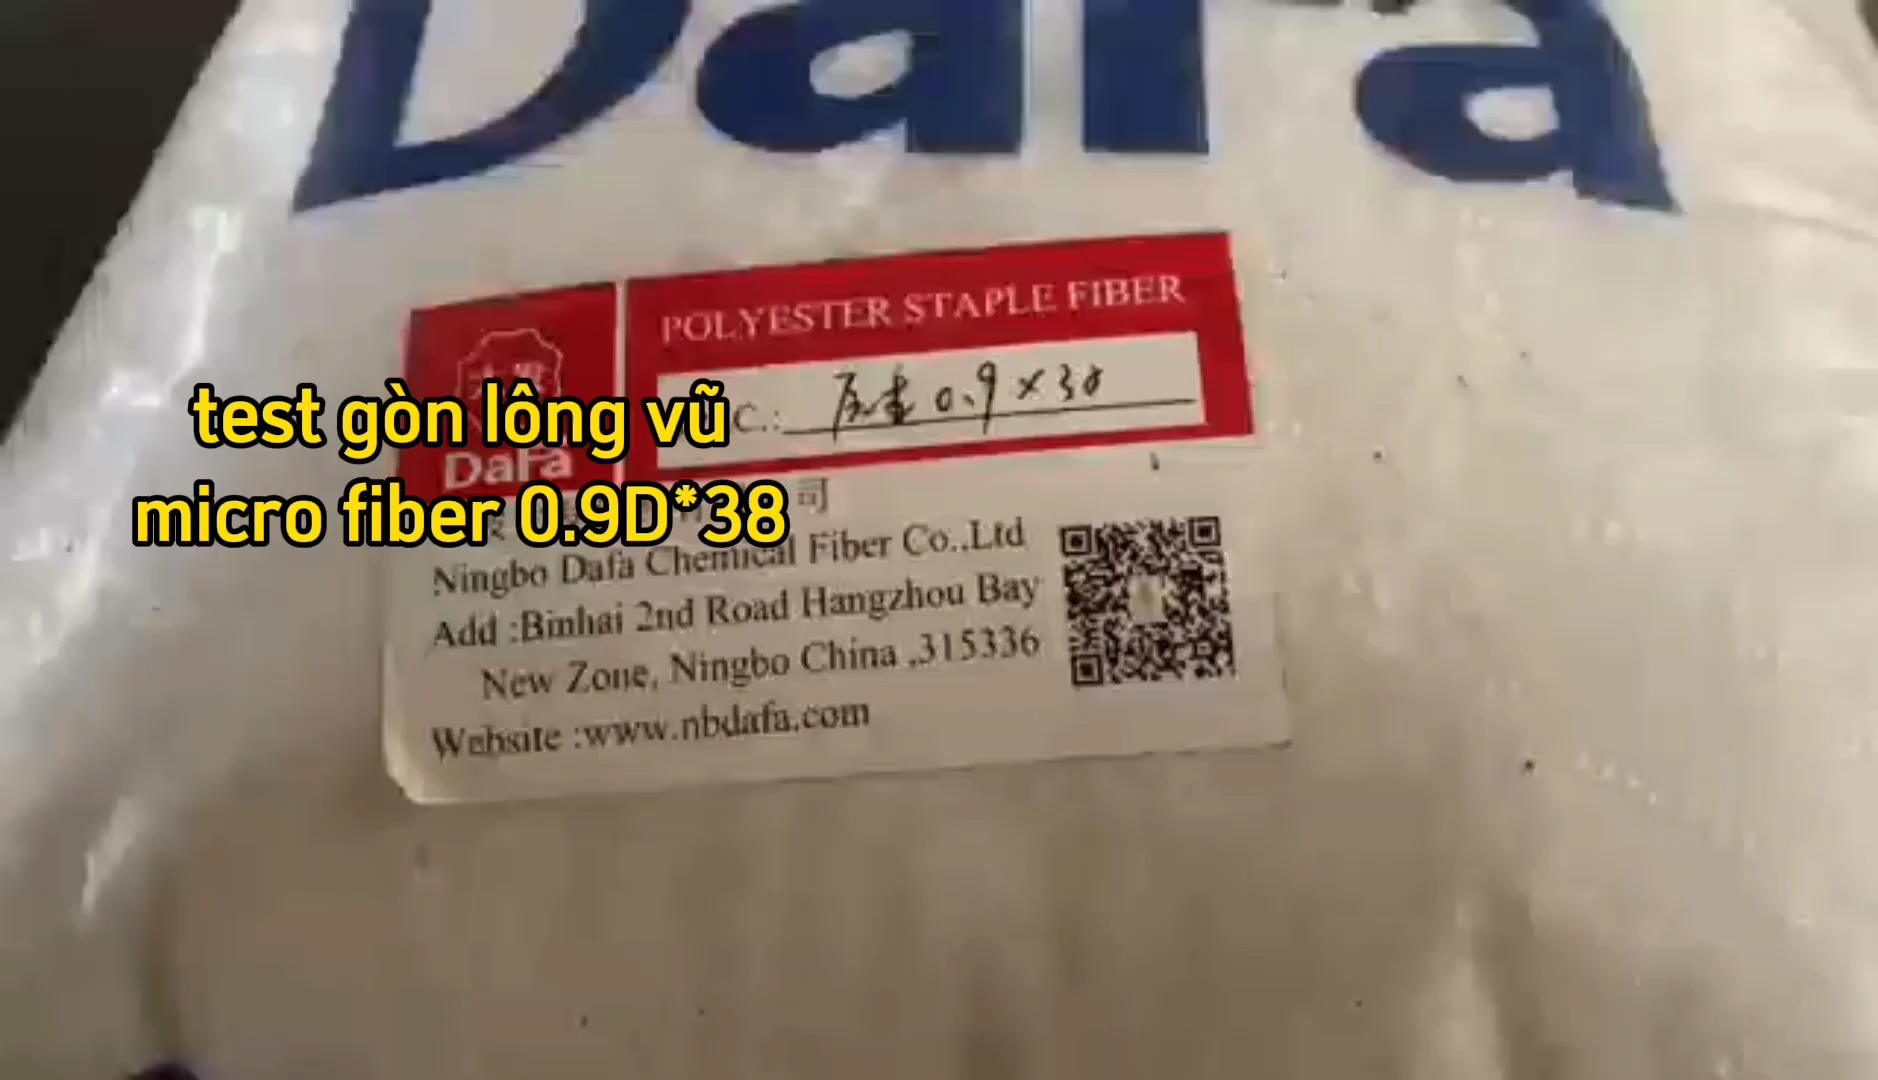 DaFa
POLYESTER STAPLE FIBER
C.: 0.9×38
DaFa
test gòn lông vũ
micro fiber 0.9D*38
司
Ningbo Dafa Chemical Fiber Co.,Ltd
Add :Binhai 2nd Road Hangzhou Bay
New Zone, Ningbo China ,315336
Website :www.nbdafa.com